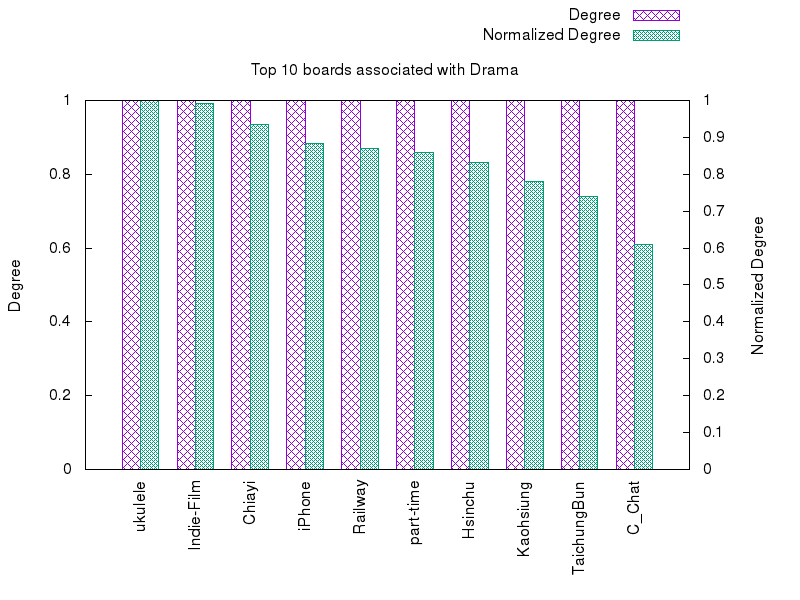 Degree
Normalized Degree
Top 10 boards associated with Drama
1
0.8
0.6
0.4
0.2
0
1
0.9
0.8
0.7
0.6
0.5
0.4
0.3
0.2
0.1
0
Degree
Normalized Degree
ukulele
Indie-Film
Chiayi
iPhone
Railway
part-time
Hsinchu
Kaohsiung
TaichungBun
C_Chat